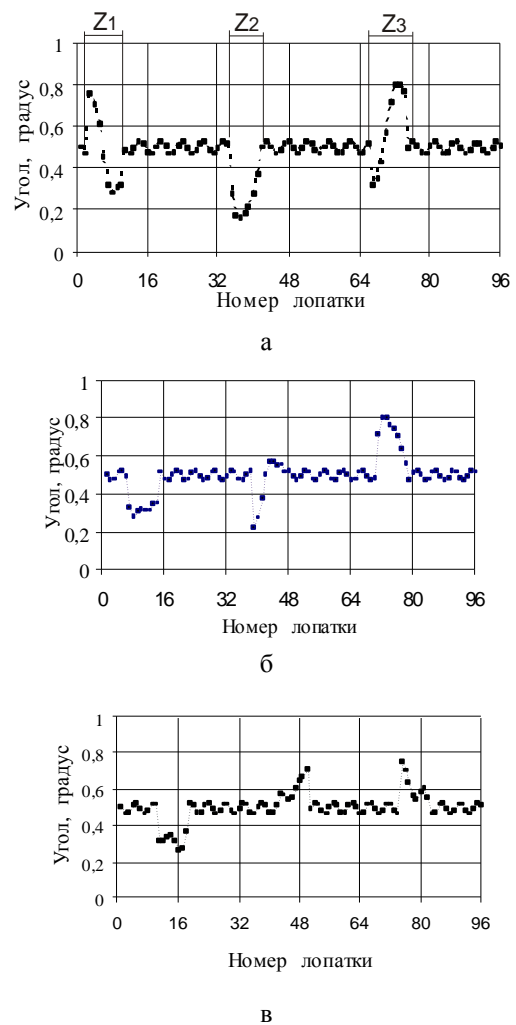 Z1 Z2 Z3
1
0,8
0,6
0,4
0,2
0
Угол, градус
0 16 32 48 64 80 96
Номер лопатки
а
1
0,8
0,6
0,4
0,2
0
Угол, градус
0 16 32 48 64 80 96
Номер лопатки
б
1
0,8
0,6
0,4
0,2
0
Угол, градус
0 16 32 48 64 80 96
Номер лопатки
в